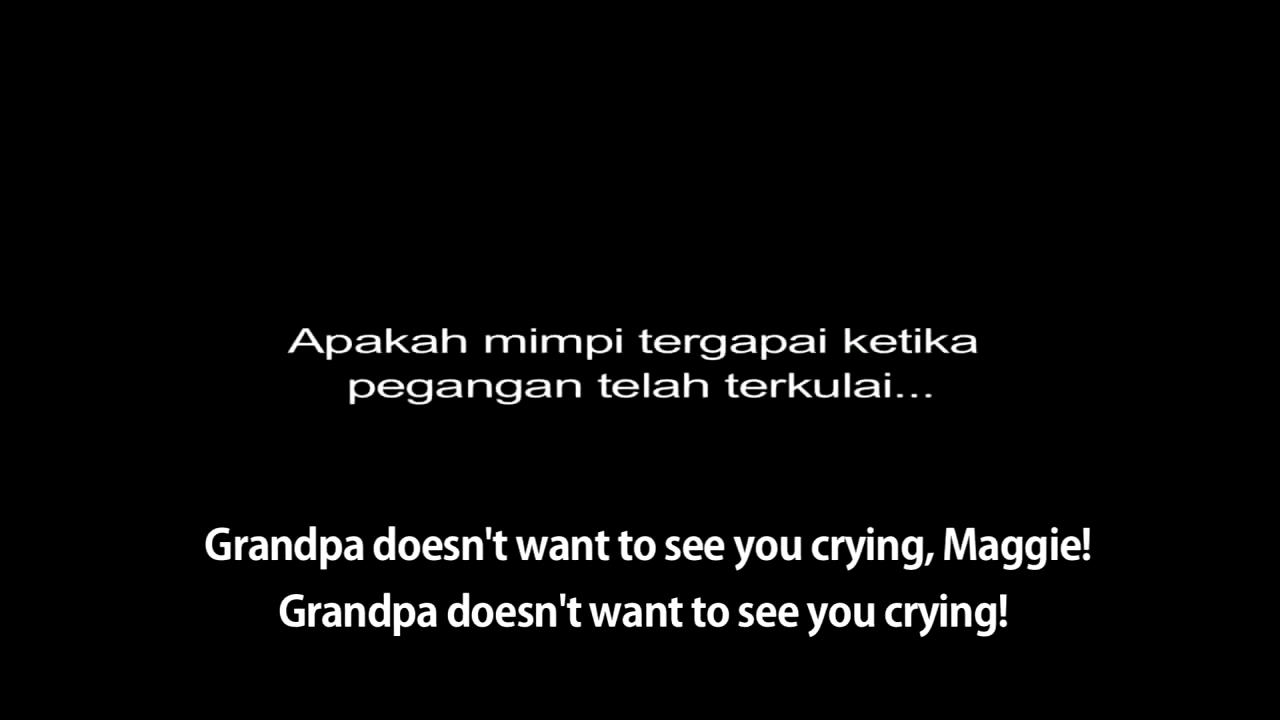 Apakah mimpi tergapai ketika
pegangan telah terkulai...
Grandpa doesn't want to see you crying, Maggie!
Grandpa doesn't want to see you crying!